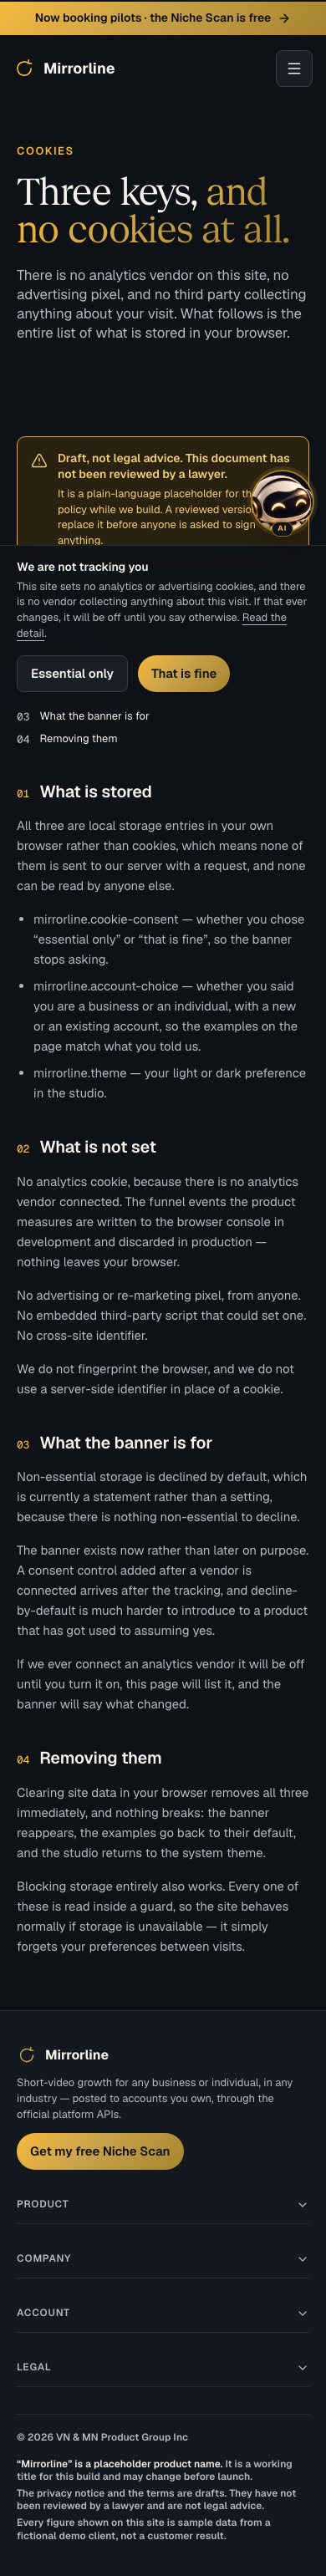 Now booking pilots · the Niche Scan is free →
Mirrorline
COOKIES
Three keys, and
no cookies at all.
There is no analytics vendor on this site, no
advertising pixel, and no third party collecting
anything about your visit. What follows is the
entire list of what is stored in your browser.
Draft, not legal advice. This document has
not been reviewed by a lawyer.
It is a plain-language placeholder for
policy while we build. A reviewed
replace it before anyone is asked to sign
anything.
AI
We are not tracking you
This site sets no analytics or advertising cookies, and there
is no vendor collecting anything about this visit. If that ever
changes, it will be off until you say otherwise. Read the
detail.
Essential only
That is fine
03 What the banner is for
04 Removing them
01 What is stored
All three are local storage entries in your own
browser rather than cookies, which means none of
them is sent to our server with a request, and none
can be read by anyone else.
• mirrorline.cookie-consent — whether you chose
“essential only” or “that is fine”, so the banner
stops asking.
• mirrorline.account-choice — whether you said
you are a business or an individual, with a new
or an existing account, so the examples on the
page match what you told us.
• mirrorline.theme — your light or dark preference
in the studio.
02 What is not set
No analytics cookie, because there is no analytics
vendor connected. The funnel events the product
measures are written to the browser console in
development and discarded in production —
nothing leaves your browser.
No advertising or re-marketing pixel, from anyone.
No embedded third-party script that could set one.
No cross-site identifier.
We do not fingerprint the browser, and we do not
use a server-side identifier in place of a cookie.
03 What the banner is for
Non-essential storage is declined by default, which
is currently a statement rather than a setting,
because there is nothing non-essential to decline.
The banner exists now rather than later on purpose.
A consent control added after a vendor is
connected arrives after the tracking, and decline-
by-default is much harder to introduce to a product
that has got used to assuming yes.
If we ever connect an analytics vendor it will be off
until you turn it on, this page will list it, and the
banner will say what changed.
04 Removing them
Clearing site data in your browser removes all three
immediately, and nothing breaks: the banner
reappears, the examples go back to their default,
and the studio returns to the system theme.
Blocking storage entirely also works. Every one of
these is read inside a guard, so the site behaves
normally if storage is unavailable — it simply
forgets your preferences between visits.
Mirrorline
Short-video growth for any business or individual, in any
industry — posted to accounts you own, through the
official platform APIs.
Get my free Niche Scan
PRODUCT
COMPANY
ACCOUNT
LEGAL
© 2026 VN & MN Product Group Inc
“Mirrorline” is a placeholder product name. It is a working
title for this build and may change before launch.
The privacy notice and the terms are drafts. They have not
been reviewed by a lawyer and are not legal advice.
Every figure shown on this site is sample data from a
fictional demo client, not a customer result.